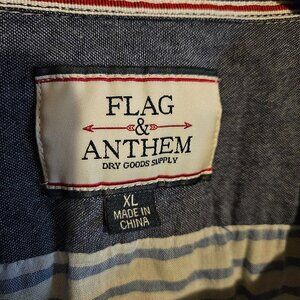 FLAG
&
ANTHEM
DRY GOODS SUPPLY
XL
MADE IN
CHINA